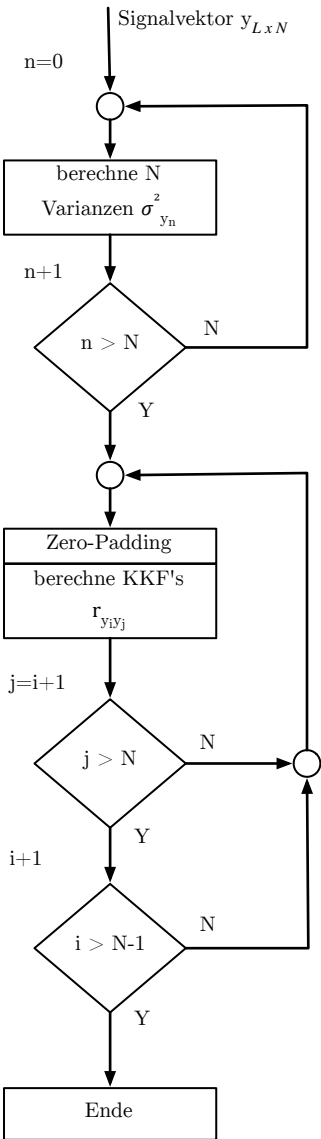 Signalvektor y_{L x N}
n=0
berechne N
Varianzen σ²_{y_n}
n+1
n > N
N
Y
Zero-Padding
berechne KKF's
r_{y_i y_j}
j=i+1
j > N
N
Y
i+1
i > N-1
N
Y
Ende